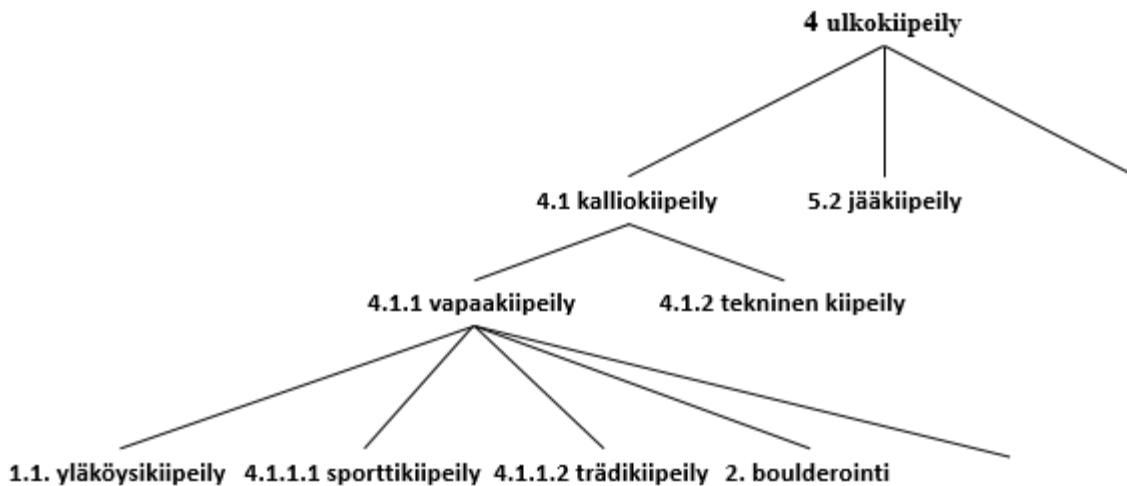 4 ulkokiipeily
4.1 kalliokiipeily 5.2 jääkiipeily
4.1.1 vapaakiipeily 4.1.2 tekninen kiipeily
1.1. yläköysikiipeily 4.1.1.1 sporttikiipeily 4.1.1.2 trädikiipeily 2. boulderointi